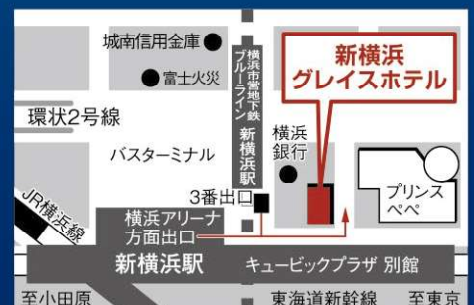 城南信用金庫
富士火災
環状2号線
バスターミナル
横浜市営地下鉄
ブルーライン
新横浜駅
新横浜
グレイスホテル
横浜
銀行
プリンス
ペペ
3番出口
JR横浜線
横浜アリーナ
方面出口
新横浜駅
キュービックプラザ 別館
至小田原
東海道新幹線
至東京